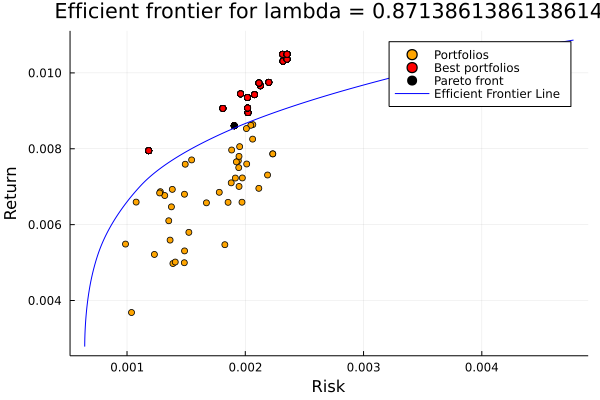 Efficient frontier for lambda = 0.8713861386138614
Portfolios
Best portfolios
Pareto front
Efficient Frontier Line
0.010
0.008
0.006
0.004
Return
0.001 0.002 0.003 0.004
Risk